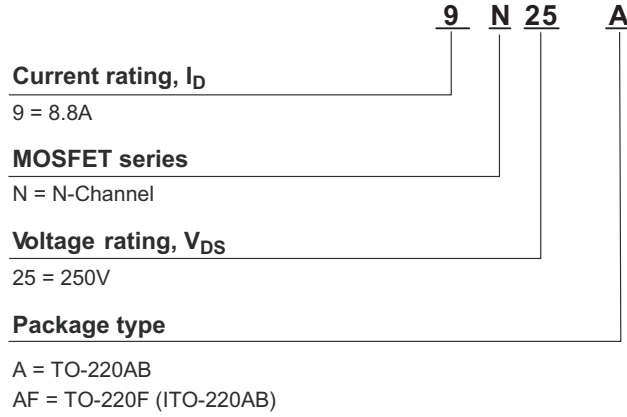 9 N 25 A
Current rating, ID
9 = 8.8A
MOSFET series
N = N-Channel
Voltage rating, VDS
25 = 250V
Package type
A = TO-220AB
AF = TO-220F (ITO-220AB)